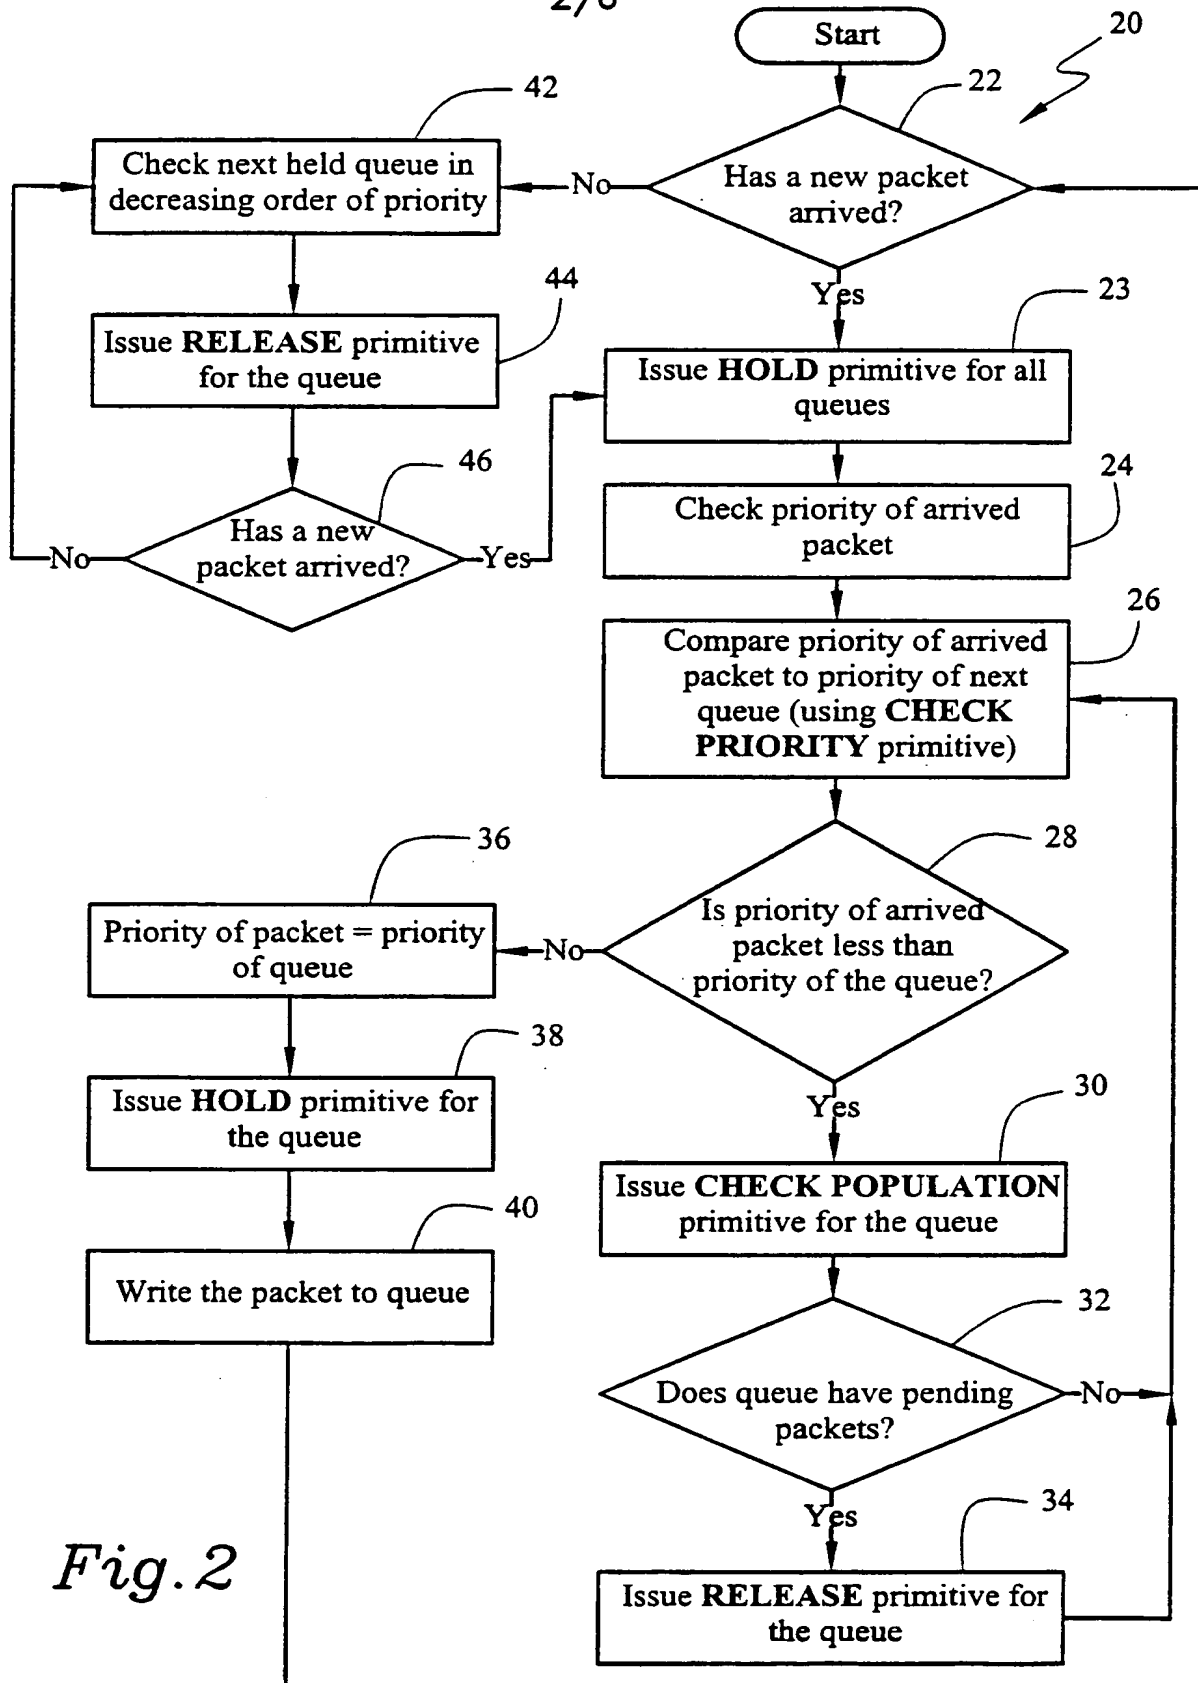 Start
20
22
Has a new packet
arrived?
No
Yes
42
Check next held queue in
decreasing order of priority
44
Issue RELEASE primitive
for the queue
46
Has a new
packet arrived?
No
Yes
23
Issue HOLD primitive for all
queues
24
Check priority of arrived
packet
26
Compare priority of arrived
packet to priority of next
queue (using CHECK
PRIORITY primitive)
28
Is priority of arrived
packet less than
priority of the queue?
No
Yes
36
Priority of packet = priority
of queue
38
Issue HOLD primitive for
the queue
40
Write the packet to queue
30
Issue CHECK POPULATION
primitive for the queue
32
Does queue have pending
packets?
No
Yes
34
Issue RELEASE primitive for
the queue
Fig. 2